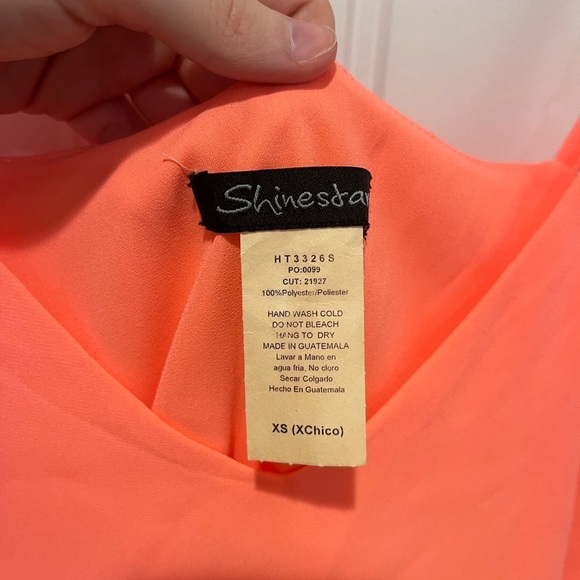 Shinestar
HT3326S
PO:0099
CUT: 21927
100%Polyester/Poliester
HAND WASH COLD
DO NOT BLEACH
HANG TO DRY
MADE IN GUATEMALA
Lavar a Mano en
agua fria, No cloro
Secar Colgado
Hecho En Guatemala
XS (XChico)